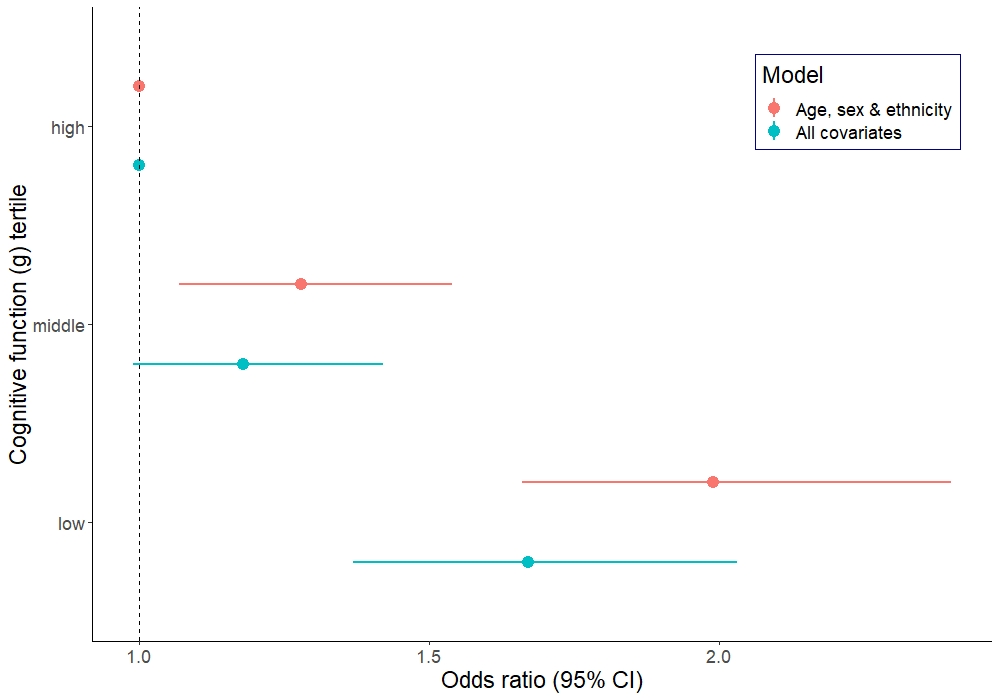 Model
Age, sex & ethnicity
All covariates
Cognitive function (g) tertile
high
middle
low
1.0
1.5
2.0
Odds ratio (95% CI)